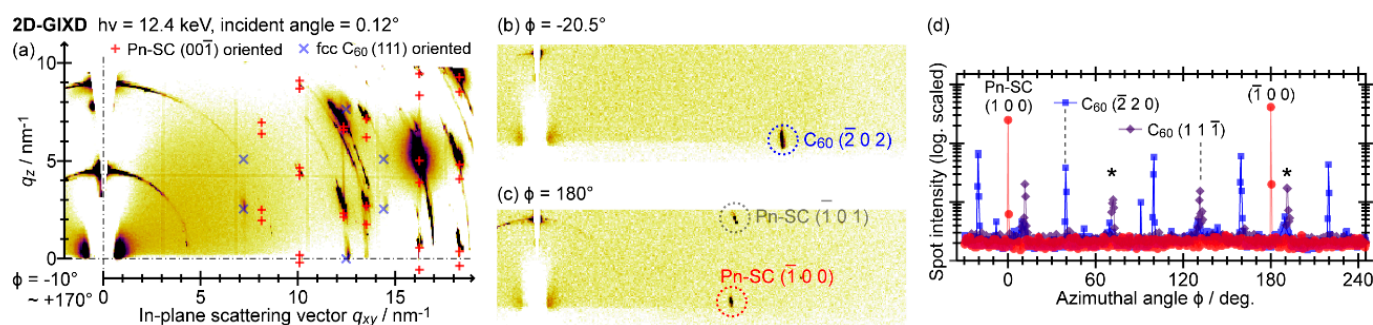 2D-GIXD hν = 12.4 keV, incident angle = 0.12°
(a) + Pn-SC (001̅) oriented × fcc C₆₀ (111) oriented
10
5
0
q_z / nm⁻¹
ϕ = -10°
~ +170°
0 5 10 15
In-plane scattering vector q_xy / nm⁻¹
(b) ϕ = -20.5°
C₆₀ (2̅ 0 2)
(c) ϕ = 180°
Pn-SC (1̅ 0 1)
Pn-SC (1̅ 0 0)
(d)
Spot intensity (log. scaled)
Pn-SC
(1 0 0)
C₆₀ (2̅ 2 0)
C₆₀ (1 1 1̅)
(1̅ 0 0)
* *
0 60 120 180 240
Azimuthal angle ϕ / deg.